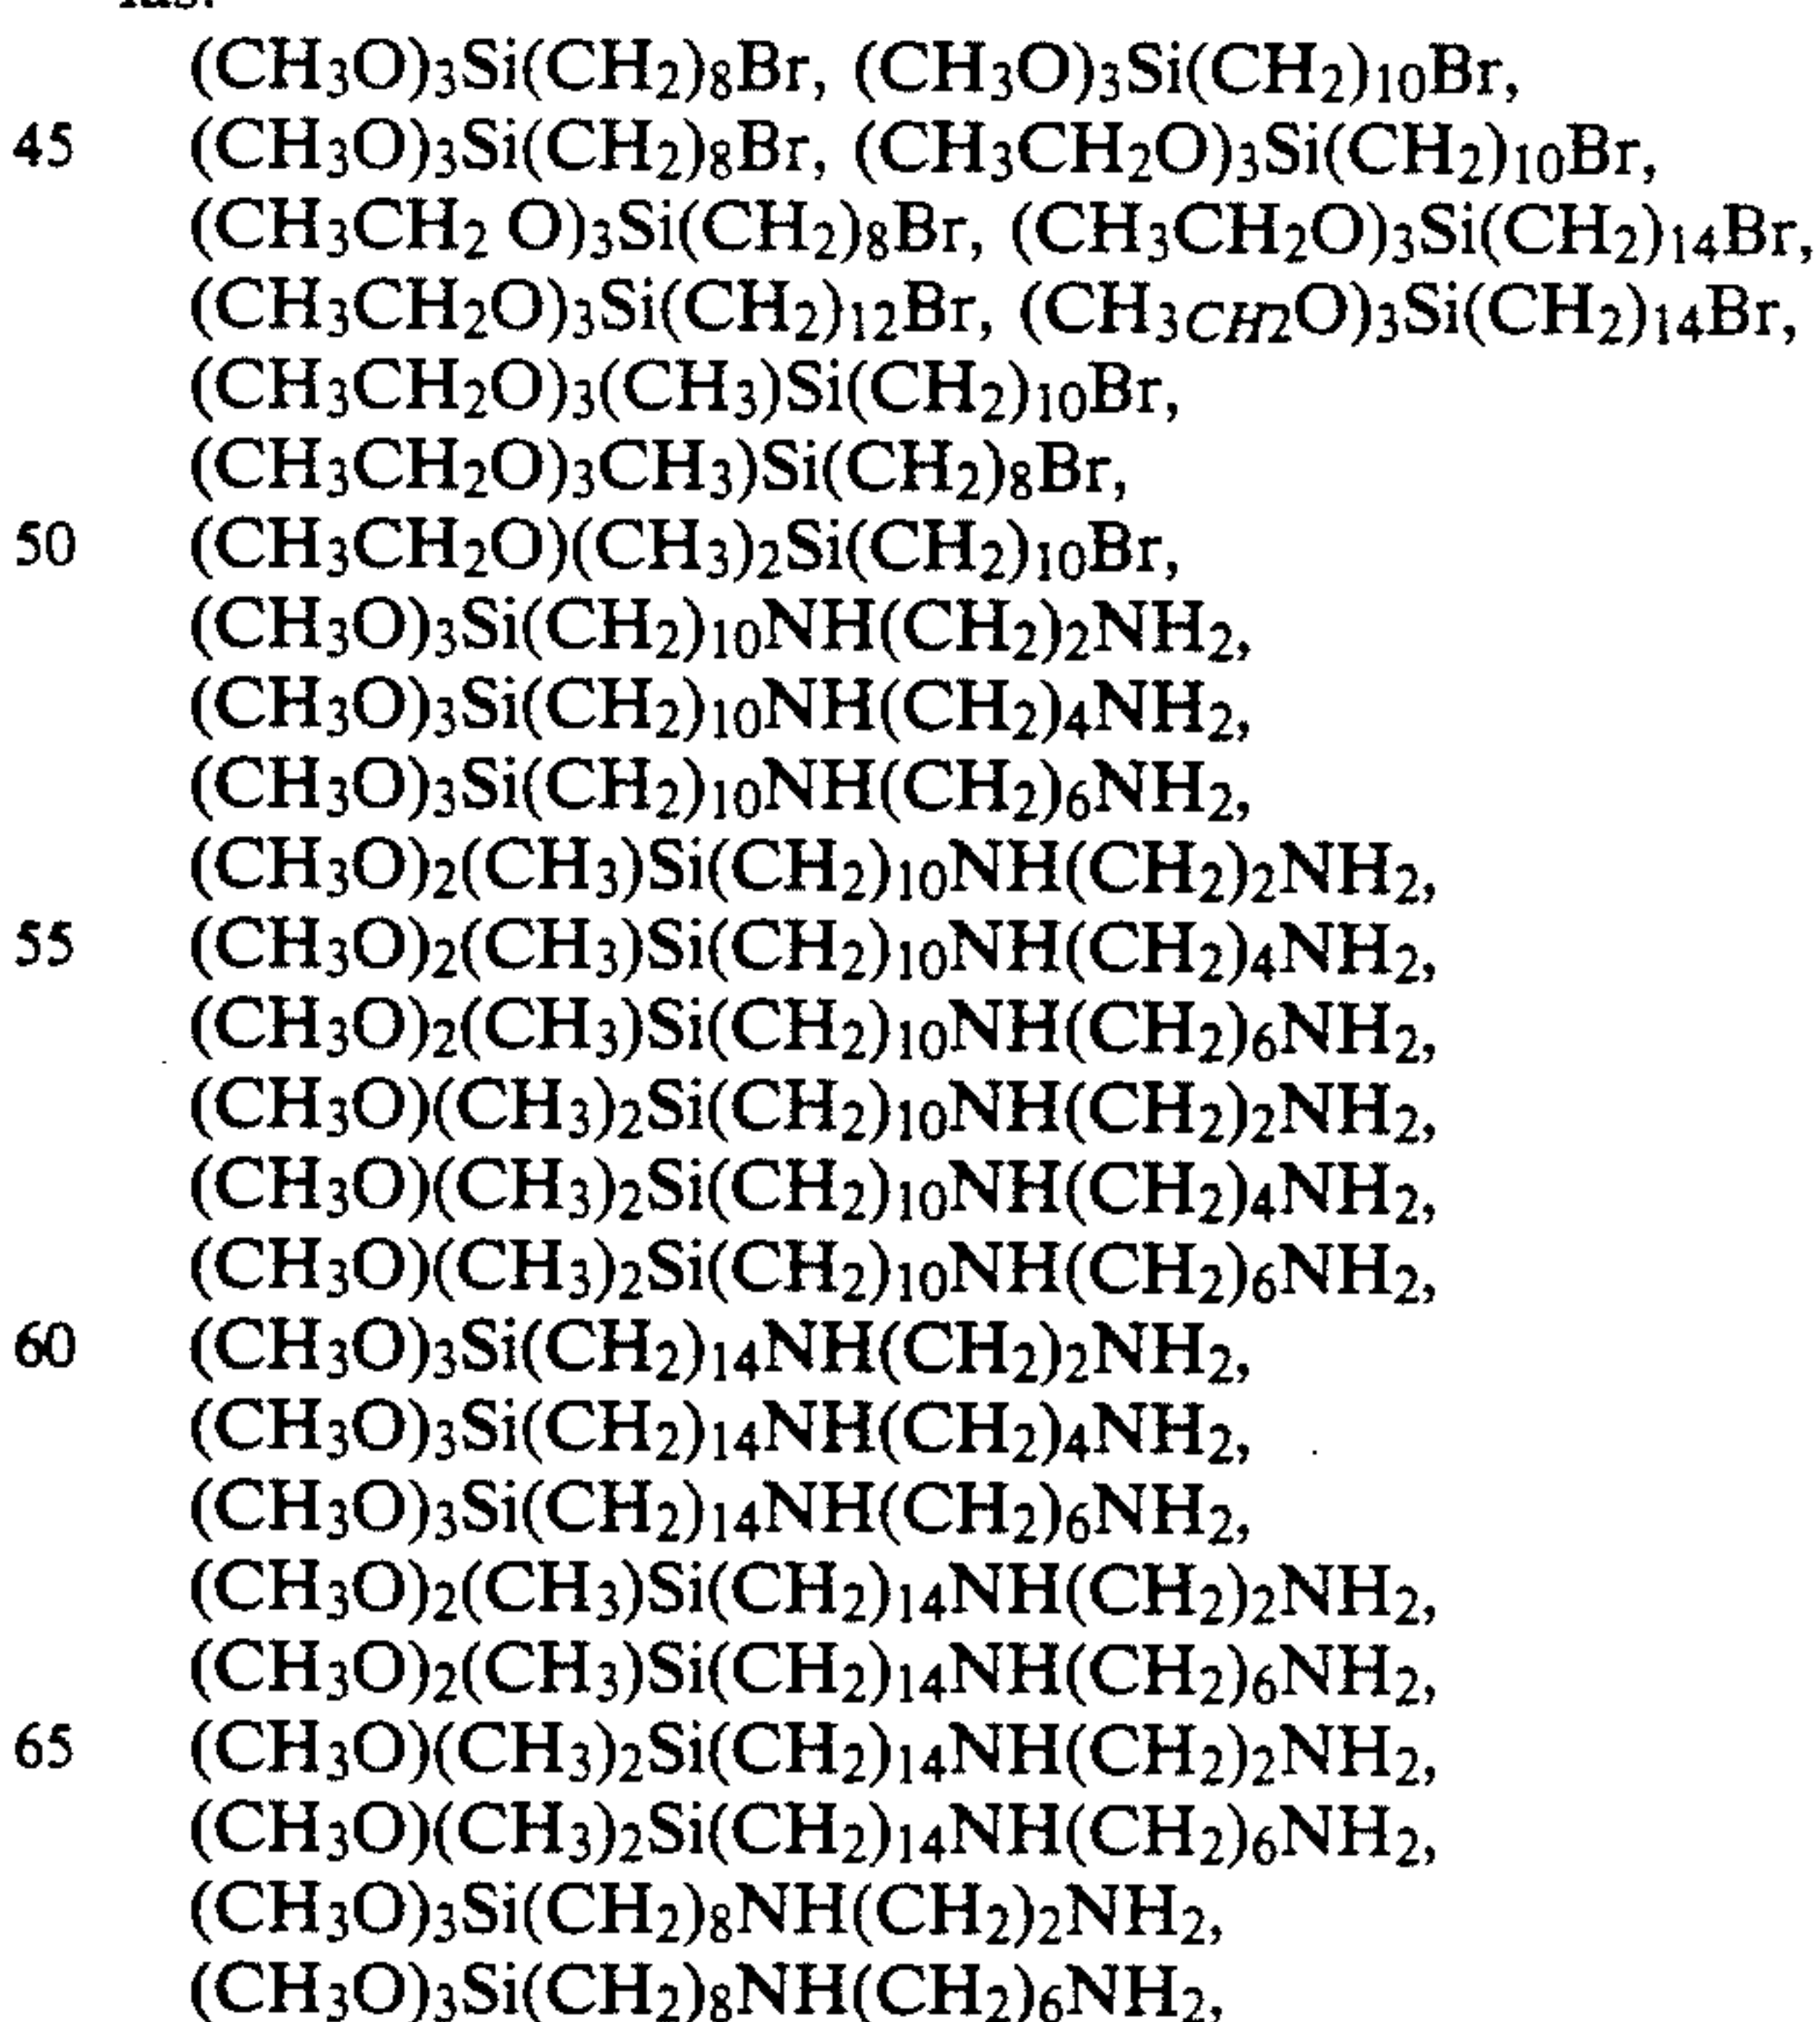 las:
(CH₃O)₃Si(CH₂)₈Br, (CH₃O)₃Si(CH₂)₁₀Br,
45 (CH₃O)₃Si(CH₂)₈Br, (CH₃CH₂O)₃Si(CH₂)₁₀Br,
(CH₃CH₂ O)₃Si(CH₂)₈Br, (CH₃CH₂O)₃Si(CH₂)₁₄Br,
(CH₃CH₂O)₃Si(CH₂)₁₂Br, (CH₃CH₂O)₃Si(CH₂)₁₄Br,
(CH₃CH₂O)₃(CH₃)Si(CH₂)₁₀Br,
(CH₃CH₂O)₃CH₃)Si(CH₂)₈Br,
50 (CH₃CH₂O)(CH₃)₂Si(CH₂)₁₀Br,
(CH₃O)₃Si(CH₂)₁₀NH(CH₂)₂NH₂,
(CH₃O)₃Si(CH₂)₁₀NH(CH₂)₄NH₂,
(CH₃O)₃Si(CH₂)₁₀NH(CH₂)₆NH₂,
(CH₃O)₂(CH₃)Si(CH₂)₁₀NH(CH₂)₂NH₂,
55 (CH₃O)₂(CH₃)Si(CH₂)₁₀NH(CH₂)₄NH₂,
(CH₃O)₂(CH₃)Si(CH₂)₁₀NH(CH₂)₆NH₂,
(CH₃O)(CH₃)₂Si(CH₂)₁₀NH(CH₂)₂NH₂,
(CH₃O)(CH₃)₂Si(CH₂)₁₀NH(CH₂)₄NH₂,
(CH₃O)(CH₃)₂Si(CH₂)₁₀NH(CH₂)₆NH₂,
60 (CH₃O)₃Si(CH₂)₁₄NH(CH₂)₂NH₂,
(CH₃O)₃Si(CH₂)₁₄NH(CH₂)₄NH₂,
(CH₃O)₃Si(CH₂)₁₄NH(CH₂)₆NH₂,
(CH₃O)₂(CH₃)Si(CH₂)₁₄NH(CH₂)₂NH₂,
(CH₃O)₂(CH₃)Si(CH₂)₁₄NH(CH₂)₆NH₂,
65 (CH₃O)(CH₃)₂Si(CH₂)₁₄NH(CH₂)₂NH₂,
(CH₃O)(CH₃)₂Si(CH₂)₁₄NH(CH₂)₆NH₂,
(CH₃O)₃Si(CH₂)₈NH(CH₂)₂NH₂,
(CH₃O)₃Si(CH₂)₈NH(CH₂)₆NH₂,